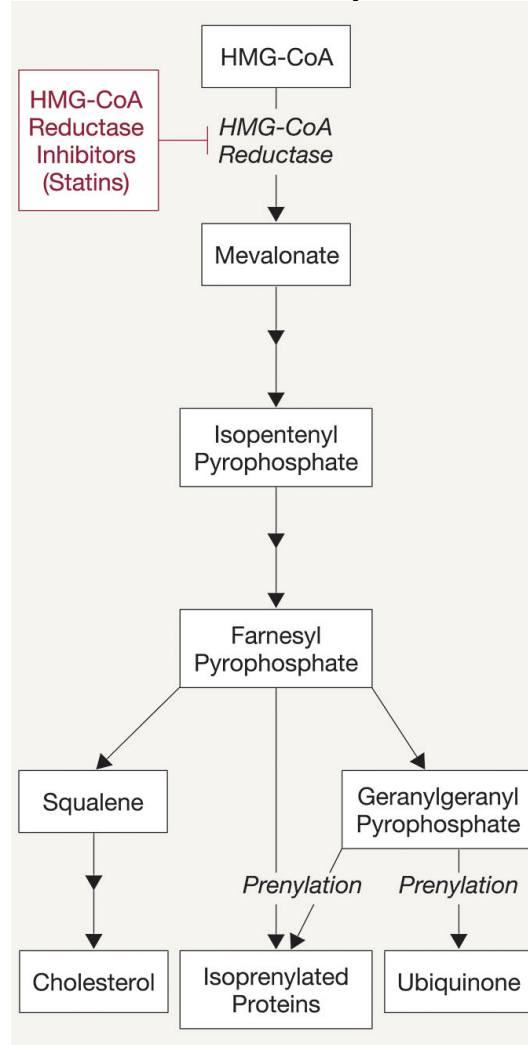 HMG-CoA
HMG-CoA
Reductase
Inhibitors
(Statins)
HMG-CoA
Reductase
Mevalonate
Isopentenyl
Pyrophosphate
Farnesyl
Pyrophosphate
Squalene
Geranylgeranyl
Pyrophosphate
Prenylation
Prenylation
Cholesterol
Isoprenylated
Proteins
Ubiquinone